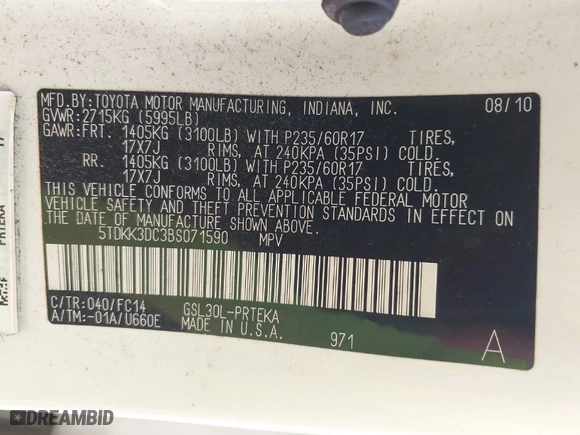 MFD. BY: TOYOTA MOTOR MANUFACTURING, INDIANA, INC. 08/10
GVWR: 2715KG (5995LB)
GAWR: FRT. 1405KG (3100LB) WITH P235/60R17 TIRES,
17X7J RIMS, AT 240KPA (35PSI) COLD.
RR. 1405KG (3100LB) WITH P235/60R17 TIRES,
17X7J RIMS, AT 240KPA (35PSI) COLD.
THIS VEHICLE CONFORMS TO ALL APPLICABLE FEDERAL MOTOR
VEHICLE SAFETY AND THEFT PREVENTION STANDARDS IN EFFECT ON
THE DATE OF MANUFACTURE SHOWN ABOVE.
5TDKK3DC3BS071590 MPV
C/TR: 040/FC14 GSL30L-PRTEKA
A/TM:-01A/U660E MADE IN U.S.A. 971 A
DREAMBID